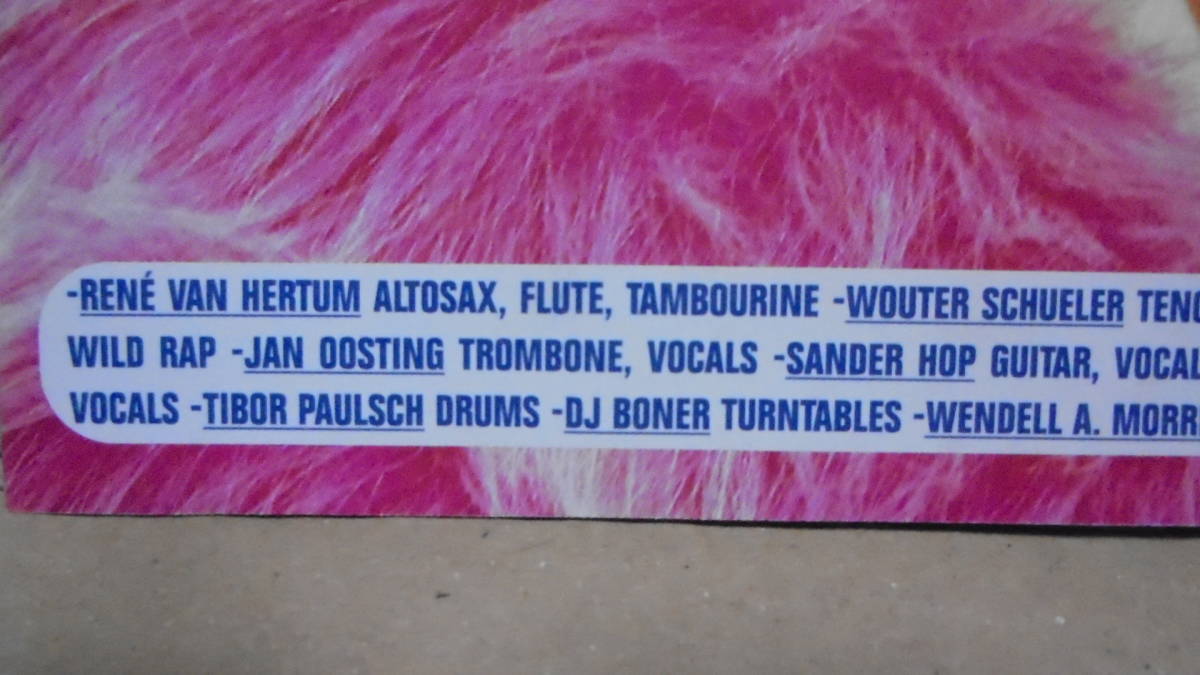 -RENÉ VAN HERTUM ALTOSAX, FLUTE, TAMBOURINE -WOUTER SCHUELER
WILD RAP -JAN OOSTING TROMBONE, VOCALS -SANDER HOP GUITAR,
VOCALS -TIBOR PAULSCH DRUMS -DJ BONER TURNTABLES -WENDELL A.